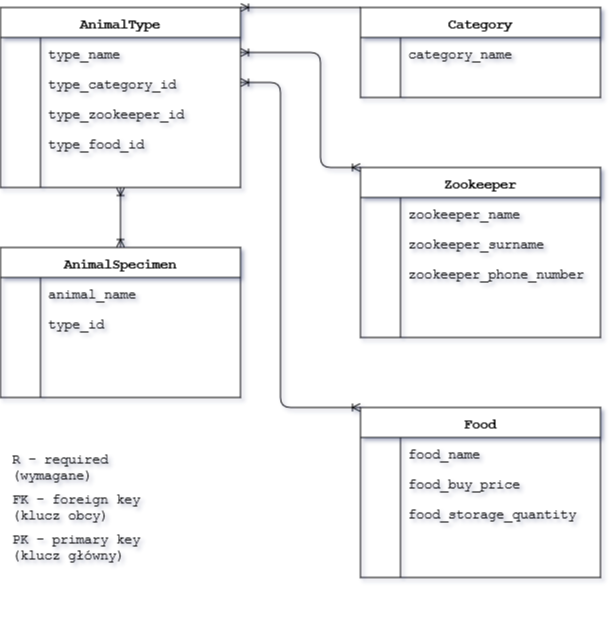 AnimalType
type_name
type_category_id
type_zookeeper_id
type_food_id
Category
category_name
Zookeeper
zookeeper_name
zookeeper_surname
zookeeper_phone_number
AnimalSpecimen
animal_name
type_id
Food
food_name
food_buy_price
food_storage_quantity
R - required
(wymagane)
FK - foreign key
(klucz obcy)
PK - primary key
(klucz główny)